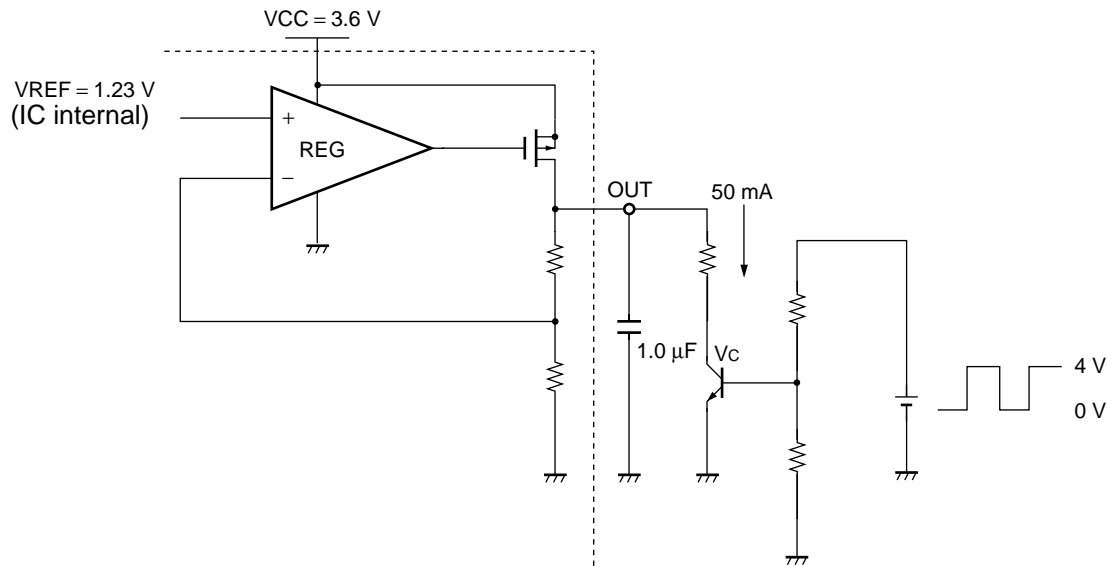 VCC = 3.6 V
VREF = 1.23 V
(IC internal)
+
REG
−
OUT
50 mA
1.0 μF
VC
4 V
0 V